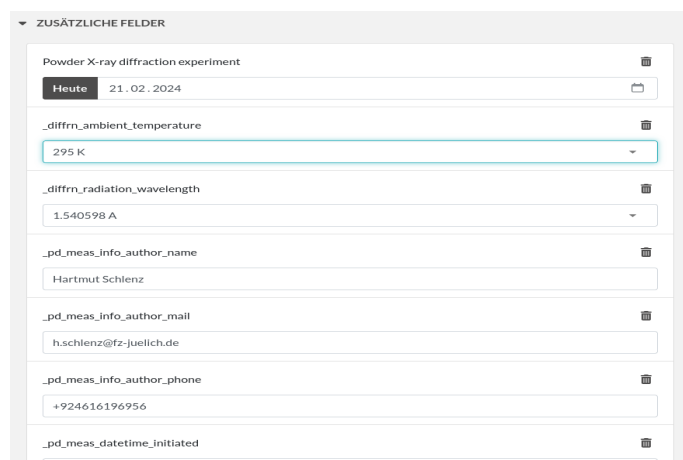 ZUSÄTZLICHE FELDER
Powder X-ray diffraction experiment
Heute 21.02.2024
_diffrn_ambient_temperature
295 K
_diffrn_radiation_wavelength
1.540598 A
_pd_meas_info_author_name
Hartmut Schlenz
_pd_meas_info_author_mail
h.schlenz@fz-juelich.de
_pd_meas_info_author_phone
+924616196956
_pd_meas_datetime_initiated